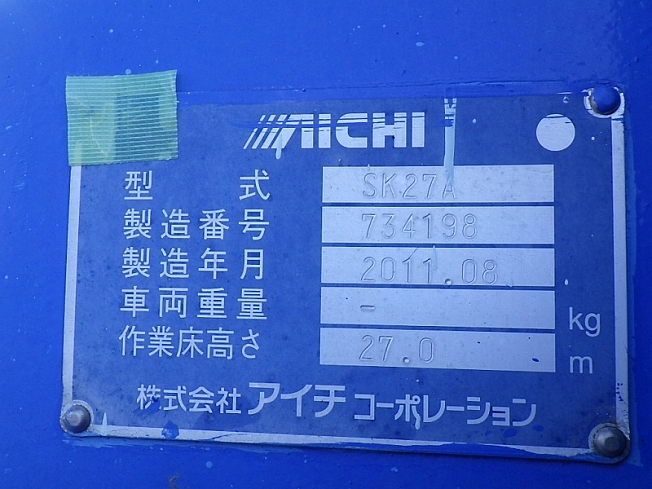 AICHI
型式 SK27A
製造番号 734198
製造年月 2011.08
車両重量 - kg
作業床高さ 27.0 m
株式会社 アイチ コーポレーション